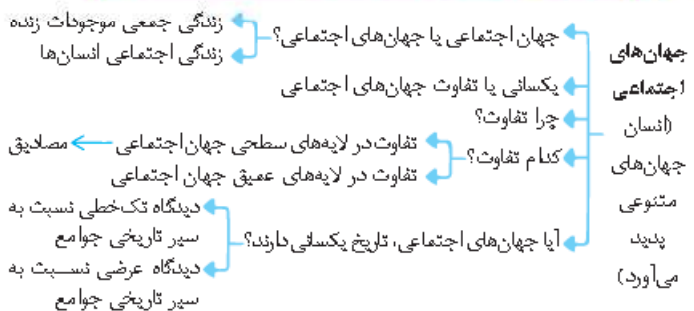 جهان‌های
اجتماعی
(انسان
جهان‌های
متنوعی
پدید
می‌آورد)
جهان اجتماعی یا جهان‌های اجتماعی؟
زندگی جمعی موجودات زنده
زندگی اجتماعی انسان‌ها
یکسانی یا تفاوت جهان‌های اجتماعی
چرا تفاوت؟
کدام تفاوت؟
تفاوت در لایه‌های سطحی جهان اجتماعی
مصادیق
تفاوت در لایه‌های عمیق جهان اجتماعی
آیا جهان‌های اجتماعی، تاریخ یکسانی دارند؟
دیدگاه تک‌خطی نسبت به
سیر تاریخی جوامع
دیدگاه عرضی نسبت به
سیر تاریخی جوامع